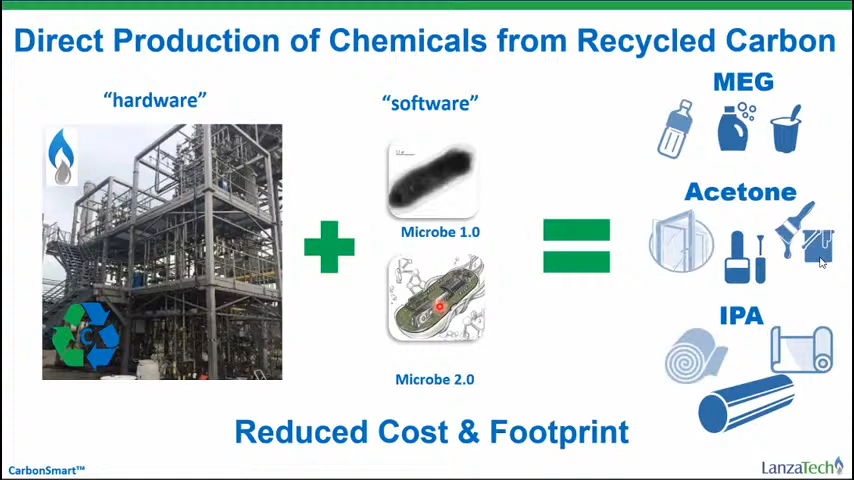 Direct Production of Chemicals from Recycled Carbon
"hardware"
"software"
MEG
Microbe 1.0
Acetone
C
Microbe 2.0
IPA
Reduced Cost & Footprint
CarbonSmart™
LanzaTech